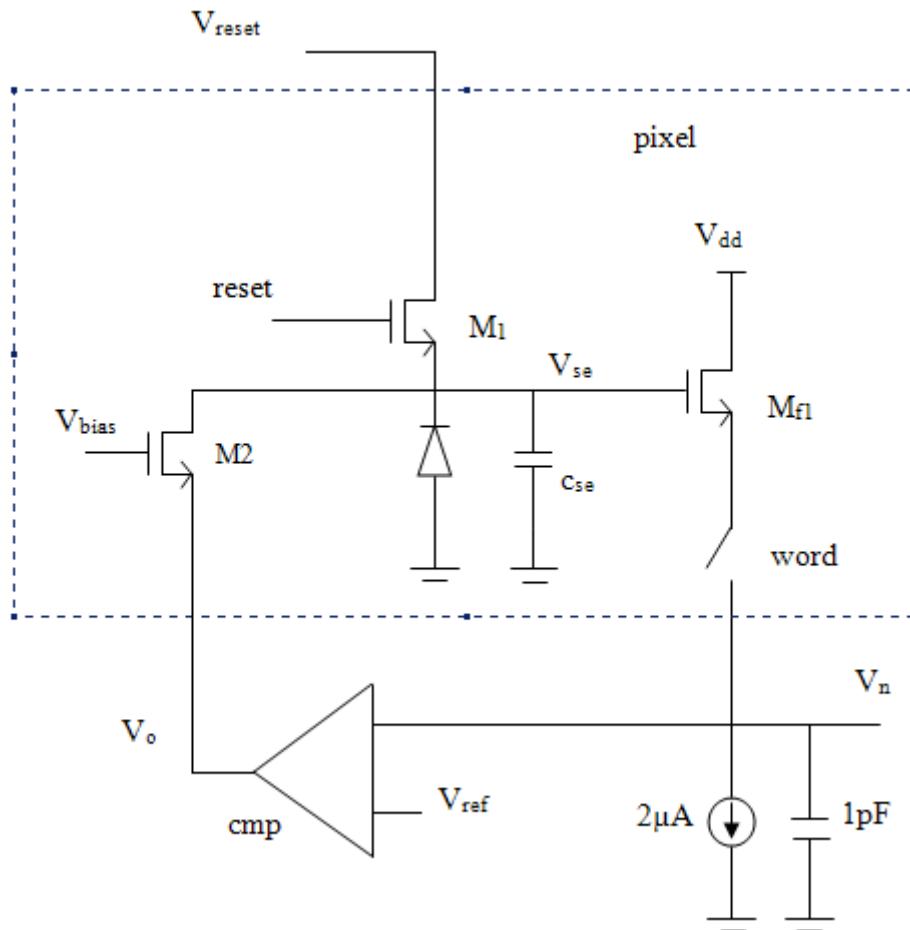 Vreset
pixel
Vdd
reset
M1
Vse
Mf1
Vbias
M2
cse
word
Vn
Vo
Vref
cmp
2µA
1pF